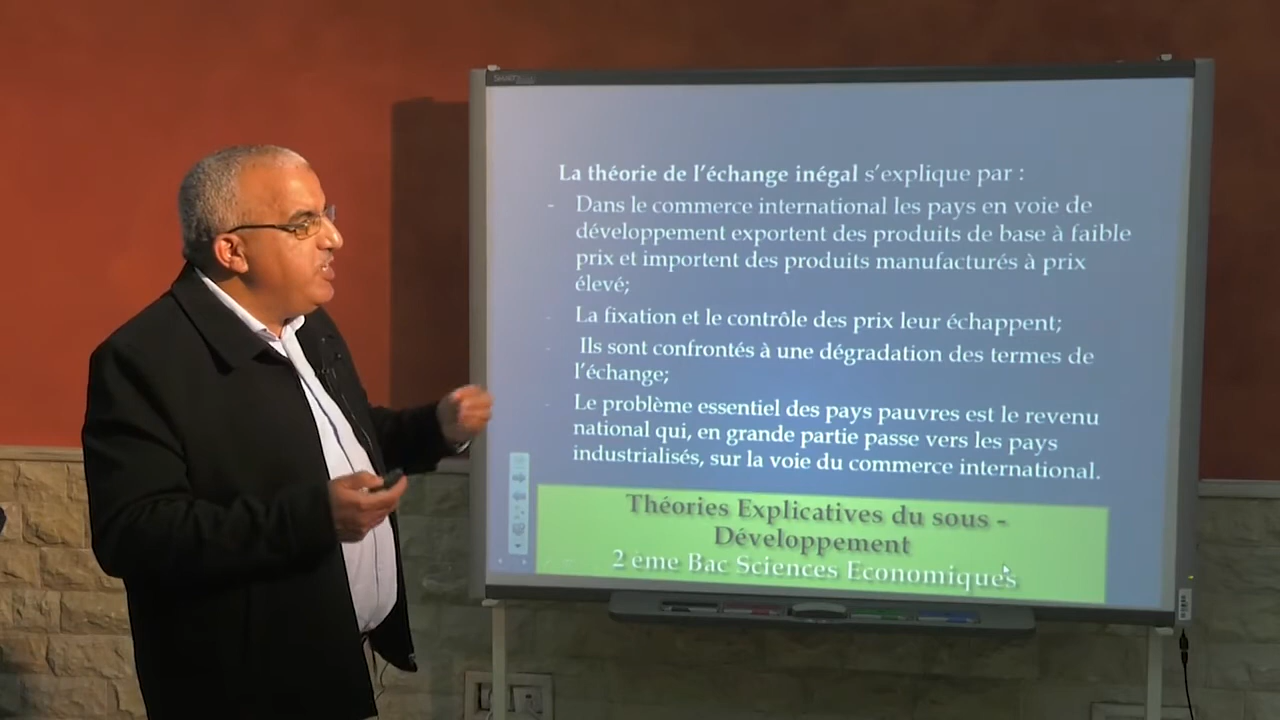 SMART
La théorie de l'échange inégal s'explique par :
- Dans le commerce international les pays en voie de
développement exportent des produits de base à faible
prix et importent des produits manufacturés à prix
élevé;
- La fixation et le contrôle des prix leur échappent;
- Ils sont confrontés à une dégradation des termes de
l'échange;
- Le problème essentiel des pays pauvres est le revenu
national qui, en grande partie passe vers les pays
industrialisés, sur la voie du commerce international.
Théories Explicatives du sous -
Développement
2 ème Bac Sciences Economiques